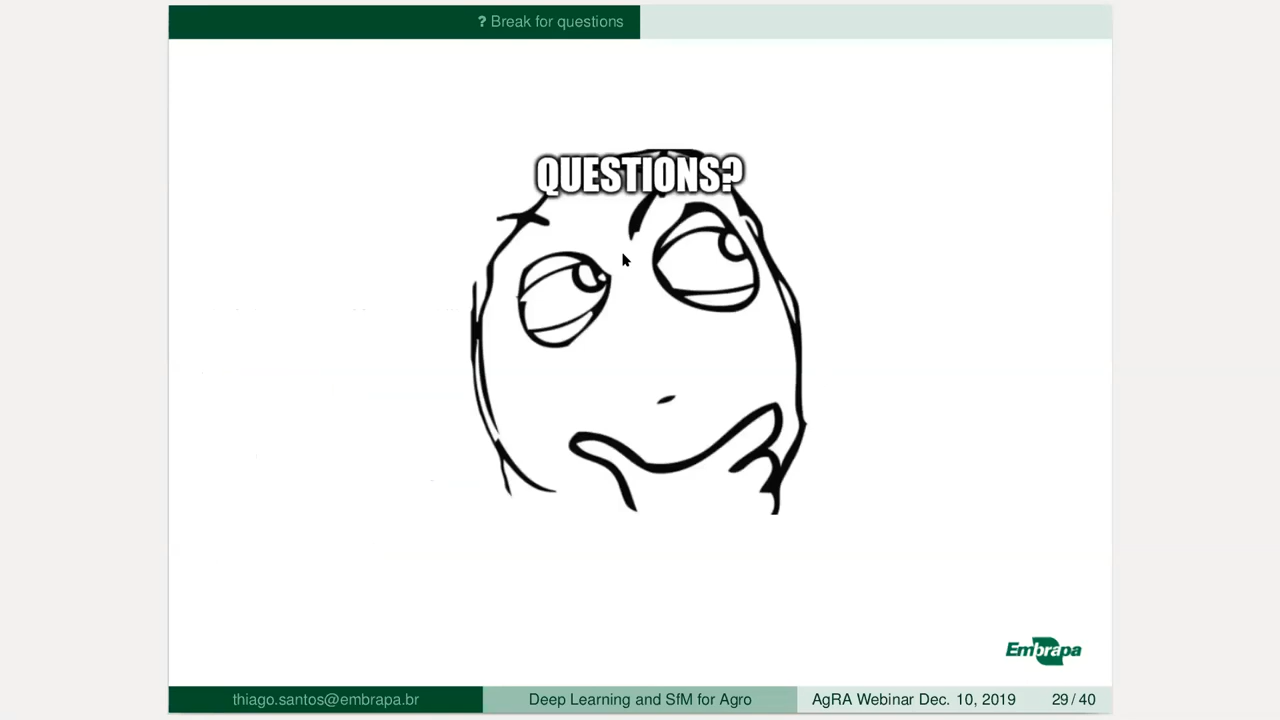 ? Break for questions
QUESTIONS?
Embrapa
thiago.santos@embrapa.br
Deep Learning and SfM for Agro
AgRA Webinar Dec. 10, 2019
29 / 40